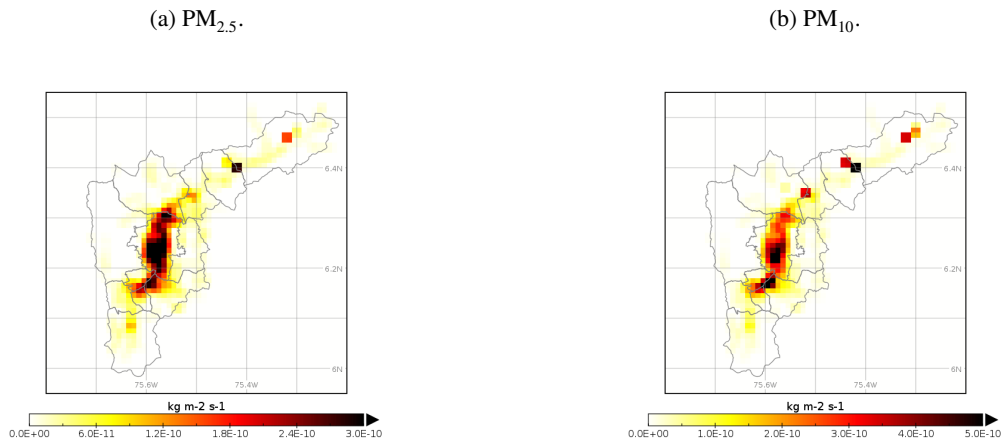 (a) PM2.5.
(b) PM10.
6.4N
6.2N
6N
75.6W 75.4W
6.4N
6.2N
6N
75.6W 75.4W
kg m-2 s-1
0.0E+00 6.0E-11 1.2E-10 1.8E-10 2.4E-10 3.0E-10
kg m-2 s-1
0.0E+00 1.0E-10 2.0E-10 3.0E-10 4.0E-10 5.0E-10